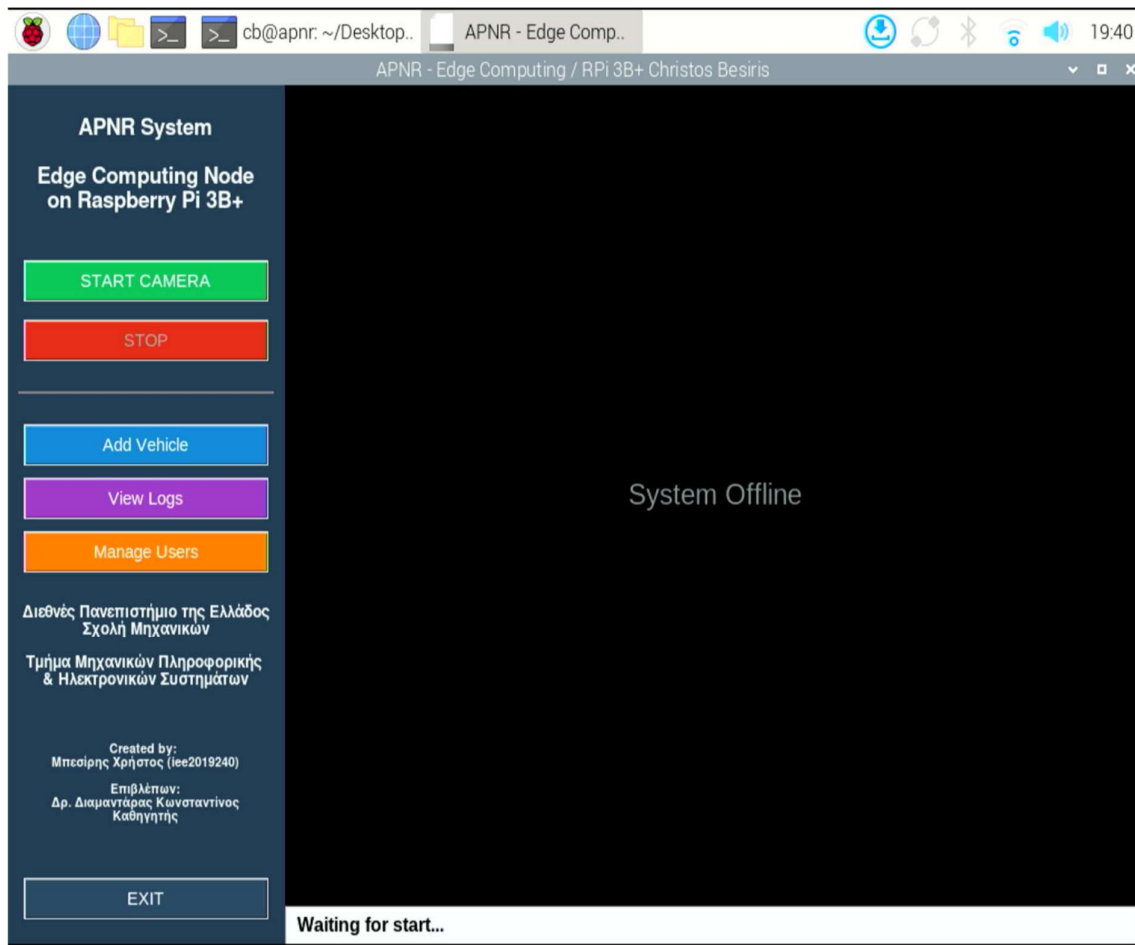 cb@apnr: ~/Desktop..
APNR - Edge Comp..
19:40
APNR - Edge Computing / RPi 3B+ Christos Besiris
APNR System
Edge Computing Node
on Raspberry Pi 3B+
START CAMERA
STOP
Add Vehicle
View Logs
Manage Users
Διεθνές Πανεπιστήμιο της Ελλάδος
Σχολή Μηχανικών
Τμήμα Μηχανικών Πληροφορικής
& Ηλεκτρονικών Συστημάτων
Created by:
Μπεσίρης Χρήστος (iee2019240)
Επιβλέπων:
Δρ. Διαμαντάρας Κωνσταντίνος
Καθηγητής
EXIT
System Offline
Waiting for start...